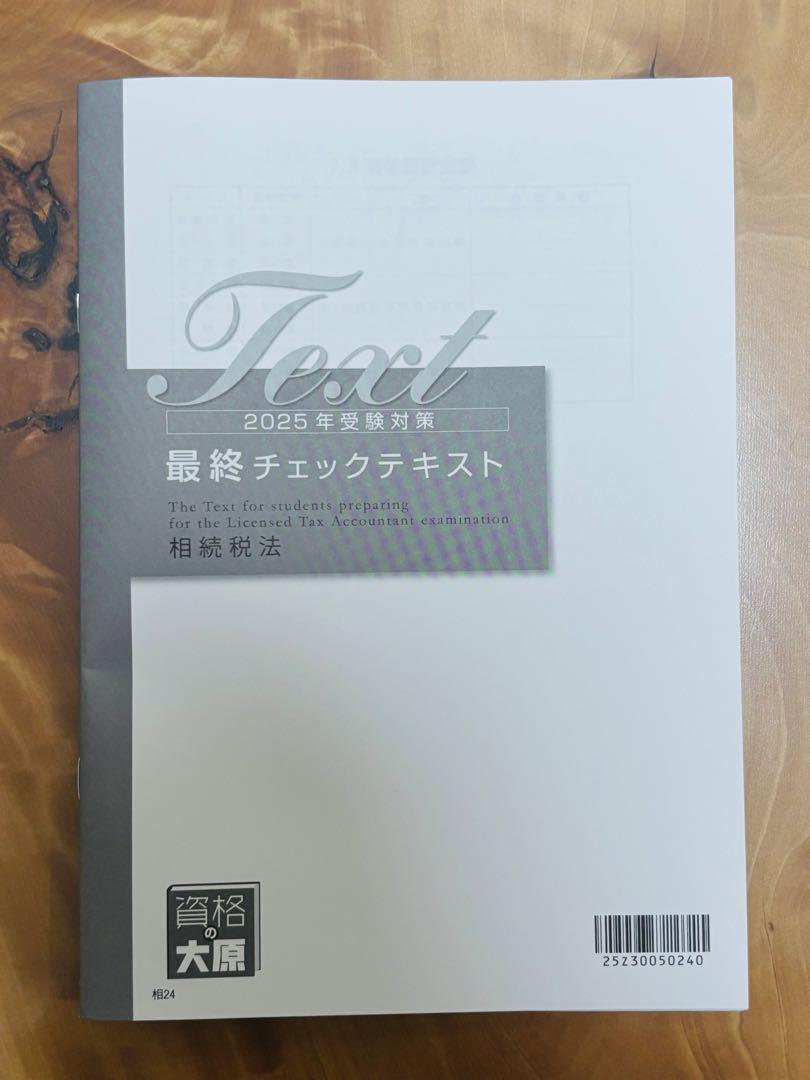 Text
2025年受験対策
最終チェックテキスト
The Text for students preparing
for the Licensed Tax Accountant examination
相続税法
資格
の
大原
25Z30050240
相24